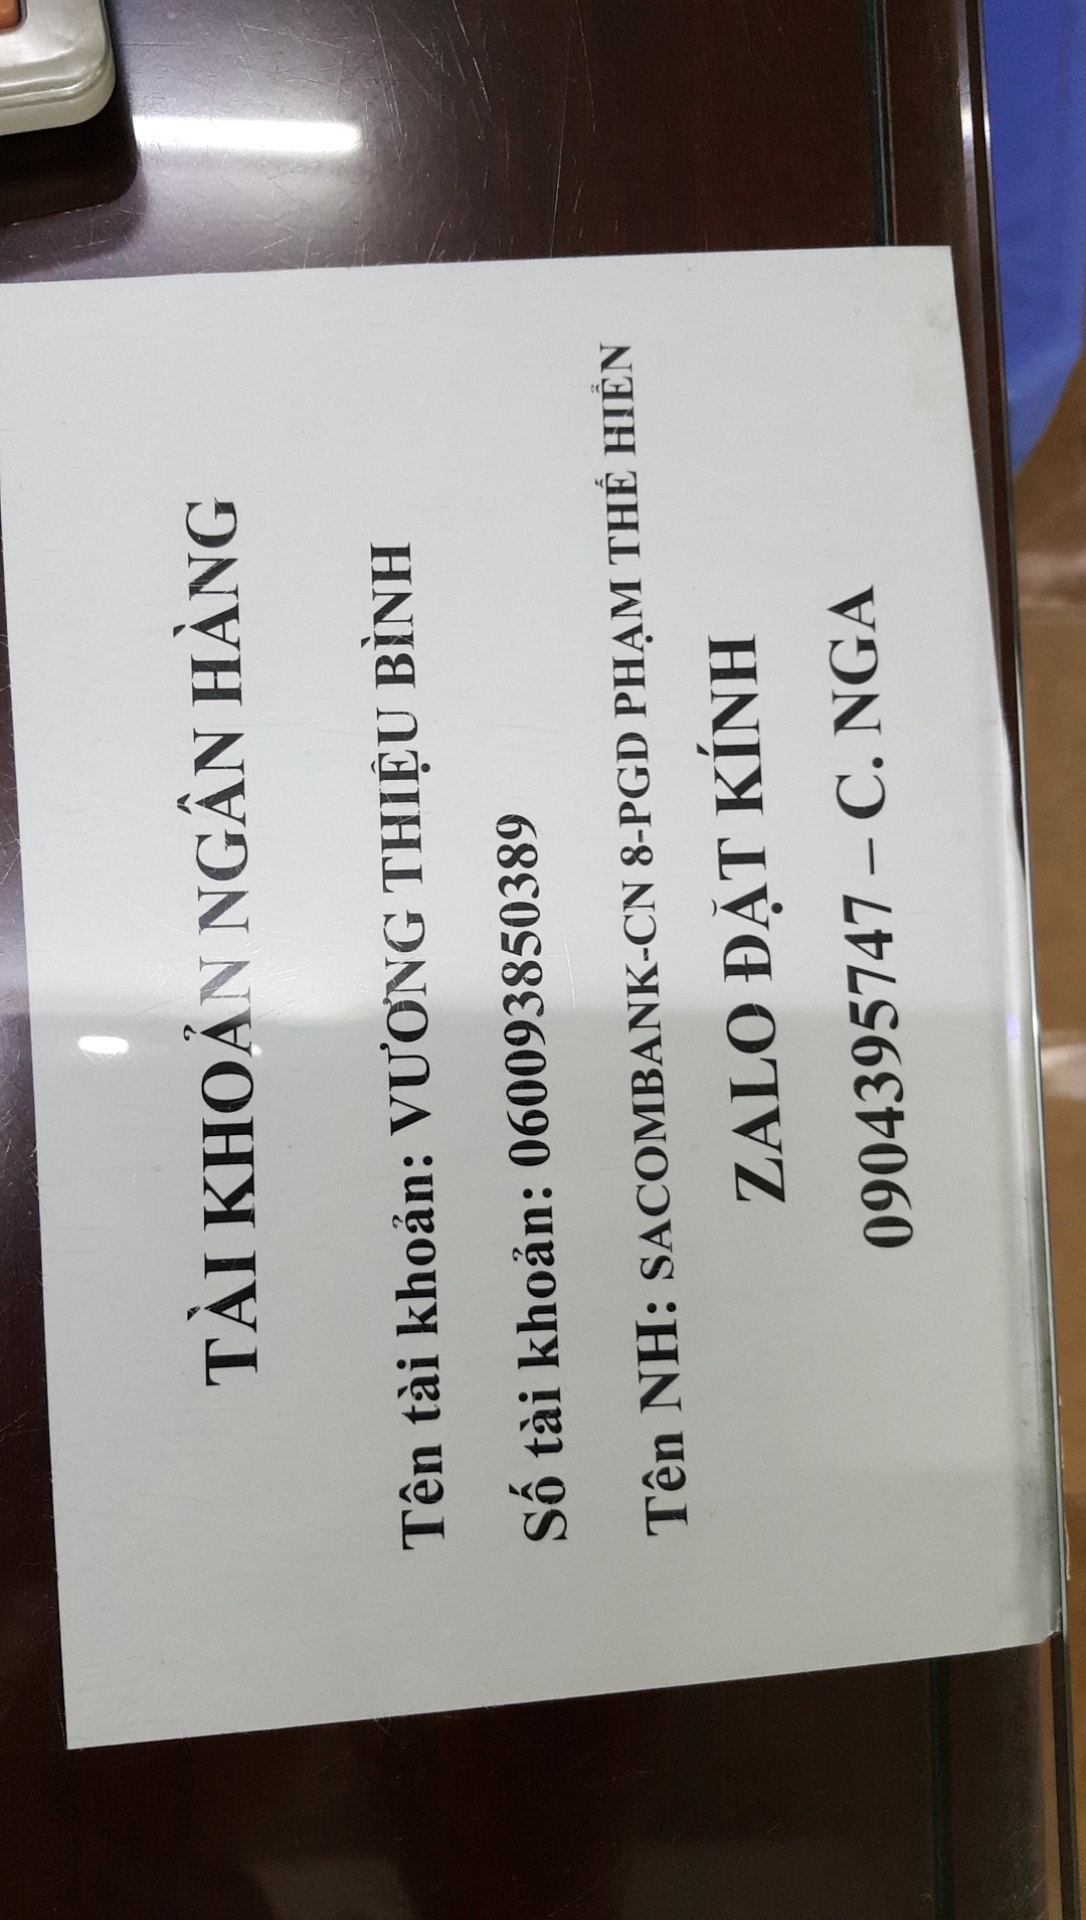 TÀI KHOẢN NGÂN HÀNG
Tên tài khoản: VƯƠNG THIỆU BÌNH
Số tài khoản: 060093850389
Tên NH: SACOMBANK-CN 8-PGD PHẠM THẾ HIỂN
ZALO ĐẶT KÍNH
0904395747 – C. NGA